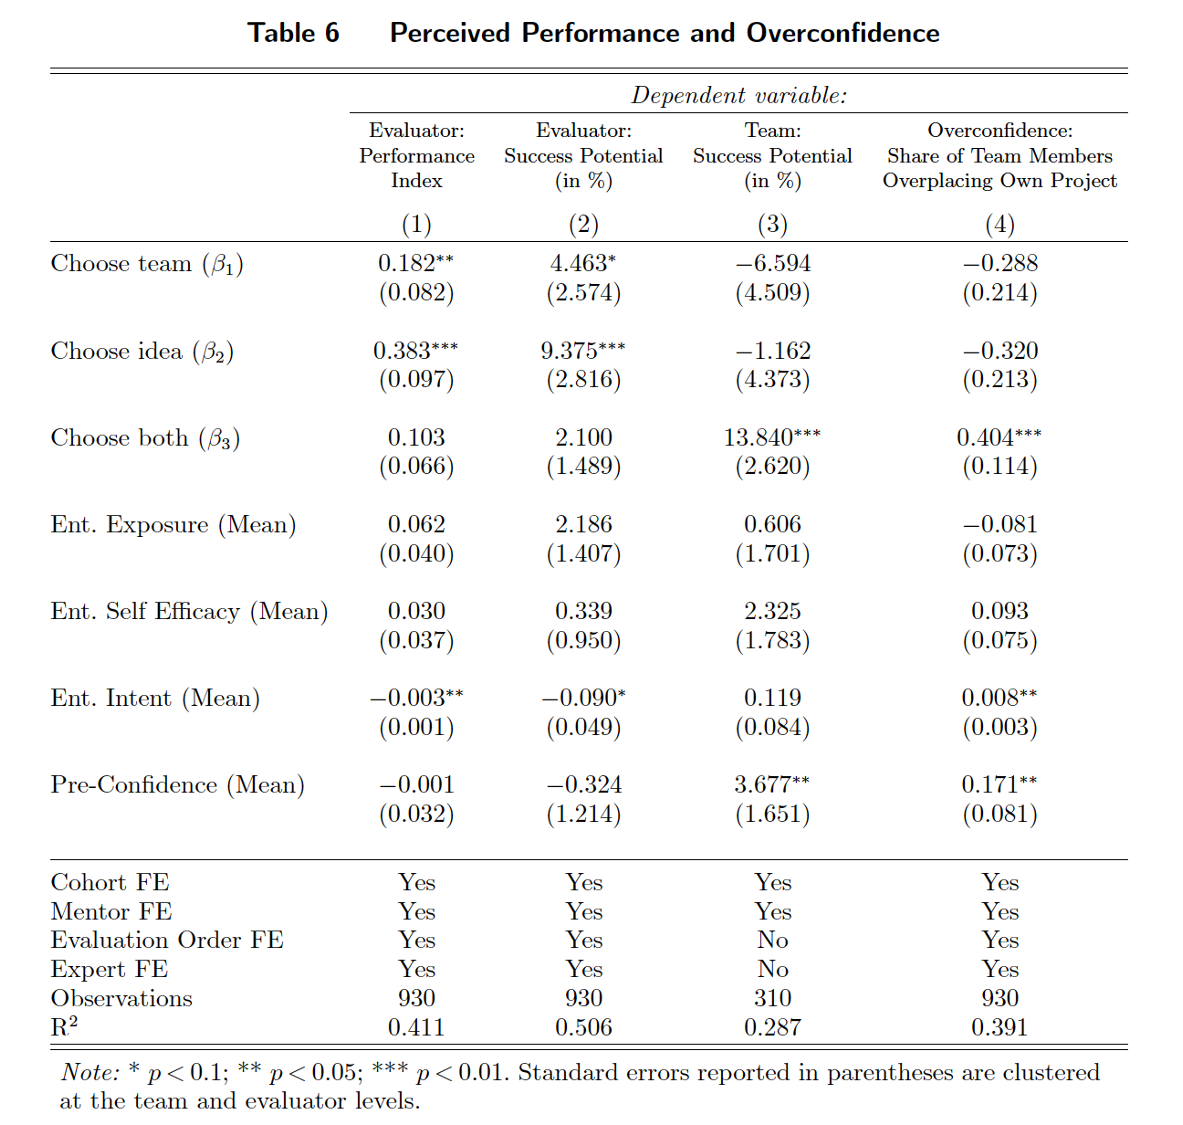 Table 6 Perceived Performance and Overconfidence
Dependent variable:
Evaluator: Evaluator: Team: Overconfidence:
Performance Success Potential Success Potential Share of Team Members
Index (in %) (in %) Overplacing Own Project
(1) (2) (3) (4)
Choose team (β1) 0.182** 4.463* −6.594 −0.288
(0.082) (2.574) (4.509) (0.214)
Choose idea (β2) 0.383*** 9.375*** −1.162 −0.320
(0.097) (2.816) (4.373) (0.213)
Choose both (β3) 0.103 2.100 13.840*** 0.404***
(0.066) (1.489) (2.620) (0.114)
Ent. Exposure (Mean) 0.062 2.186 0.606 −0.081
(0.040) (1.407) (1.701) (0.073)
Ent. Self Efficacy (Mean) 0.030 0.339 2.325 0.093
(0.037) (0.950) (1.783) (0.075)
Ent. Intent (Mean) −0.003** −0.090* 0.119 0.008**
(0.001) (0.049) (0.084) (0.003)
Pre-Confidence (Mean) −0.001 −0.324 3.677** 0.171**
(0.032) (1.214) (1.651) (0.081)
Cohort FE Yes Yes Yes Yes
Mentor FE Yes Yes Yes Yes
Evaluation Order FE Yes Yes No Yes
Expert FE Yes Yes No Yes
Observations 930 930 310 930
R² 0.411 0.506 0.287 0.391
Note: * p < 0.1; ** p < 0.05; *** p < 0.01. Standard errors reported in parentheses are clustered
at the team and evaluator levels.